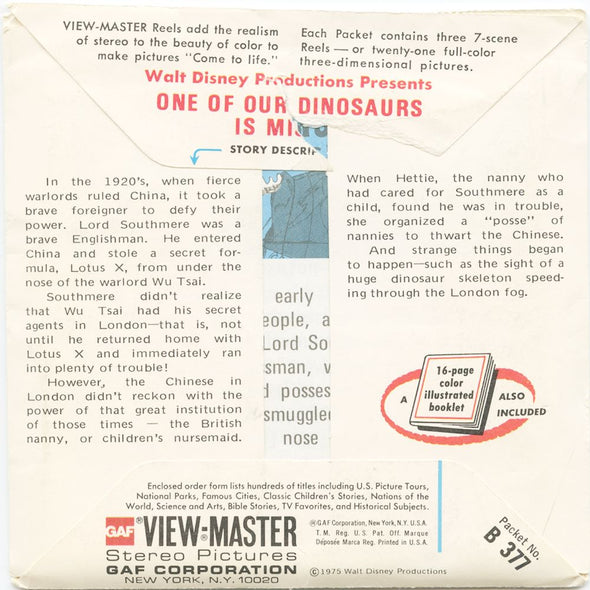 VIEW-MASTER Reels add the realism
of stereo to the beauty of color to
make pictures "Come to life."
Each Packet contains three 7-scene
Reels — or twenty-one full-color
three-dimensional pictures.
Walt Disney Productions Presents
ONE OF OUR DINOSAURS
IS
STORY
In the 1920's, when fierce
warlords ruled China, it took a
brave foreigner to defy their
power. Lord Southmere was a
brave Englishman. He entered
China and stole a secret for-
mula, Lotus X, from under the
nose of the warlord Wu Tsai.
Southmere didn't realize
that Wu Tsai had his secret
agents in London—that is, not
until he returned home with
Lotus X and immediately ran
into plenty of trouble!
However, the Chinese in
London didn't reckon with the
power of that great institution
of those times — the British
nanny, or children's nursemaid.
early
eople, a
Lord So
sman, v
d posses
smuggle
nose
When Hettie, the nanny who
had cared for Southmere as a
child, found he was in trouble,
she organized a "posse" of
nannies to thwart the Chinese.
And strange things began
to happen—such as the sight of a
huge dinosaur skeleton speed-
ing through the London fog.
A
16-page
color
illustrated
booklet
ALSO
INCLUDED
Enclosed order form lists hundreds of titles including U.S. Picture Tours,
National Parks, Famous Cities, Classic Children's Stories, Nations of the
World, Science and Arts, Bible Stories, TV Favorites, and Historical Subjects.
GAF ® VIEW-MASTER
Stereo Pictures
GAF CORPORATION
NEW YORK, N.Y. 10020
® GAF Corporation, New York, N.Y. U.S.A.
T. M. Reg. U.S. Pat. Off. Marque
Déposée Marca Reg. Printed in U.S.A.
© 1975 Walt Disney Productions
Packet No.
B 377